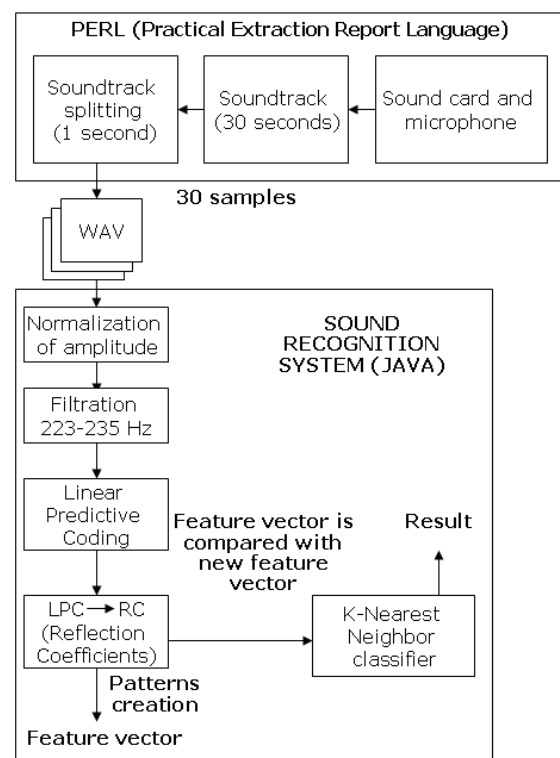 PERL (Practical Extraction Report Language)
Soundtrack
splitting
(1 second)
Soundtrack
(30 seconds)
Sound card and
microphone
30 samples
WAV
Normalization
of amplitude
SOUND
RECOGNITION
SYSTEM (JAVA)
Filtration
223-235 Hz
Linear
Predictive
Coding
Feature vector is
compared with
new feature
vector
Result
LPC RC
(Reflection
Coefficients)
K-Nearest
Neighbor
classifier
Patterns
creation
Feature vector